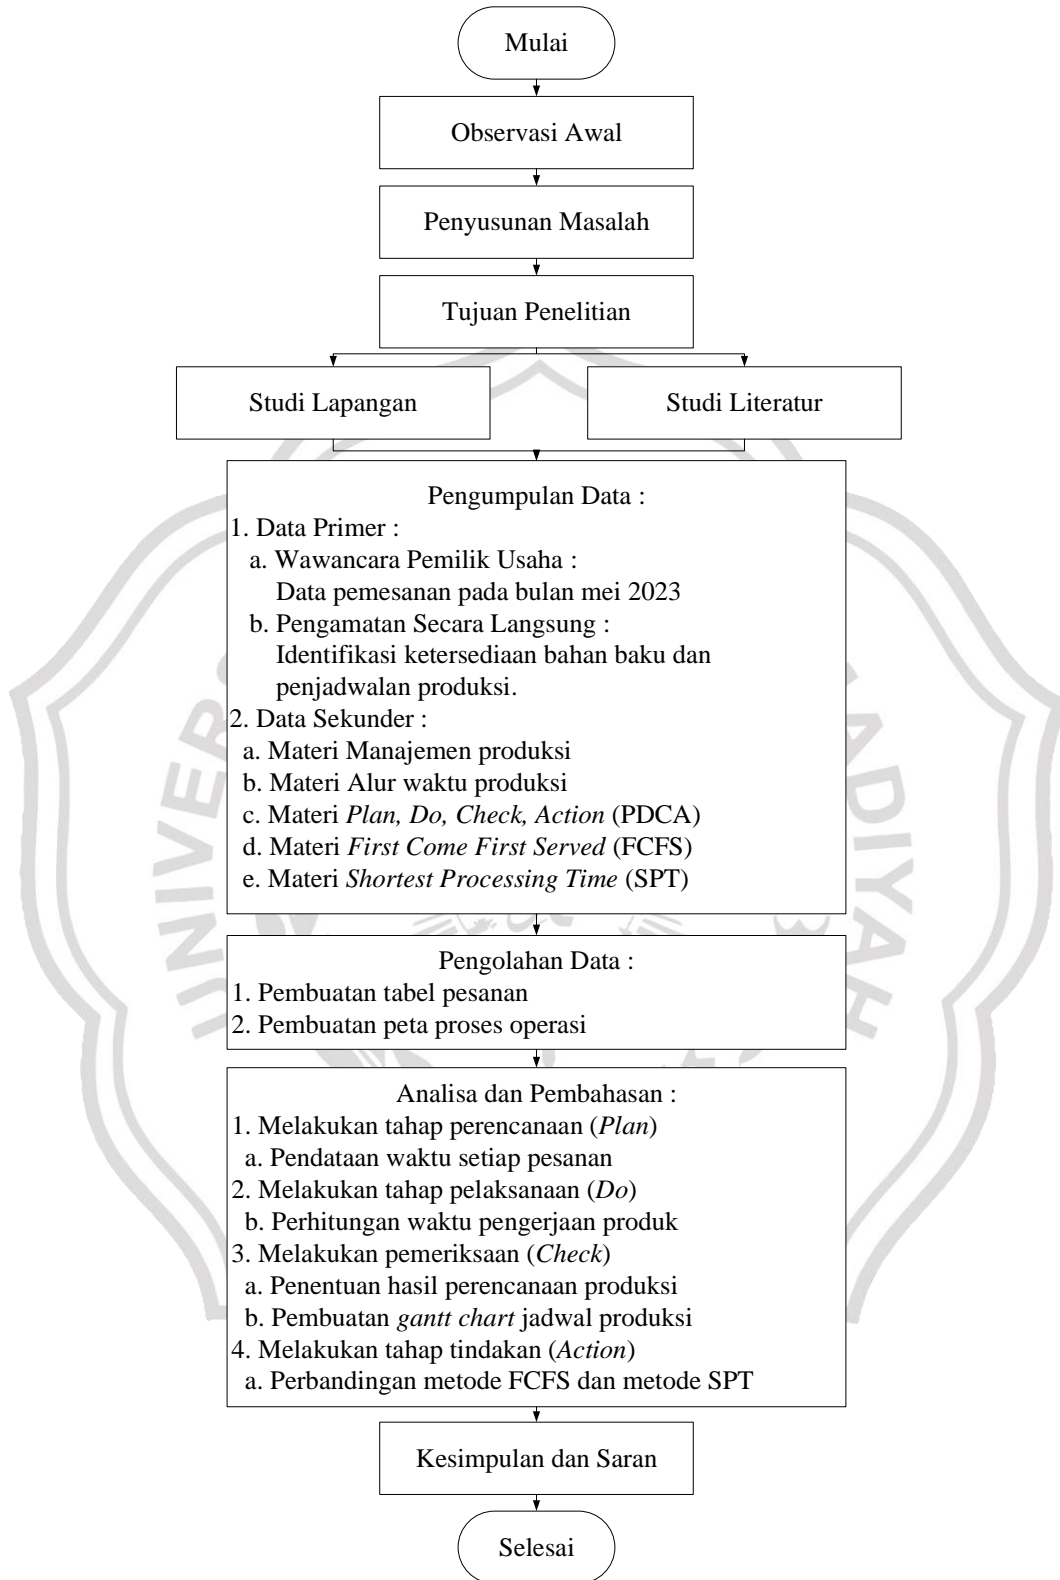 Mulai
Observasi Awal
Penyusunan Masalah
Tujuan Penelitian
Studi Lapangan
Studi Literatur
Pengumpulan Data :
1. Data Primer :
a. Wawancara Pemilik Usaha :
Data pemesanan pada bulan mei 2023
b. Pengamatan Secara Langsung :
Identifikasi ketersediaan bahan baku dan
penjadwalan produksi.
2. Data Sekunder :
a. Materi Manajemen produksi
b. Materi Alur waktu produksi
c. Materi Plan, Do, Check, Action (PDCA)
d. Materi First Come First Served (FCFS)
e. Materi Shortest Processing Time (SPT)
Pengolahan Data :
1. Pembuatan tabel pesanan
2. Pembuatan peta proses operasi
Analisa dan Pembahasan :
1. Melakukan tahap perencanaan (Plan)
a. Pendataan waktu setiap pesanan
2. Melakukan tahap pelaksanaan (Do)
b. Perhitungan waktu pengerjaan produk
3. Melakukan pemeriksaan (Check)
a. Penentuan hasil perencanaan produksi
b. Pembuatan gantt chart jadwal produksi
4. Melakukan tahap tindakan (Action)
a. Perbandingan metode FCFS dan metode SPT
Kesimpulan dan Saran
Selesai